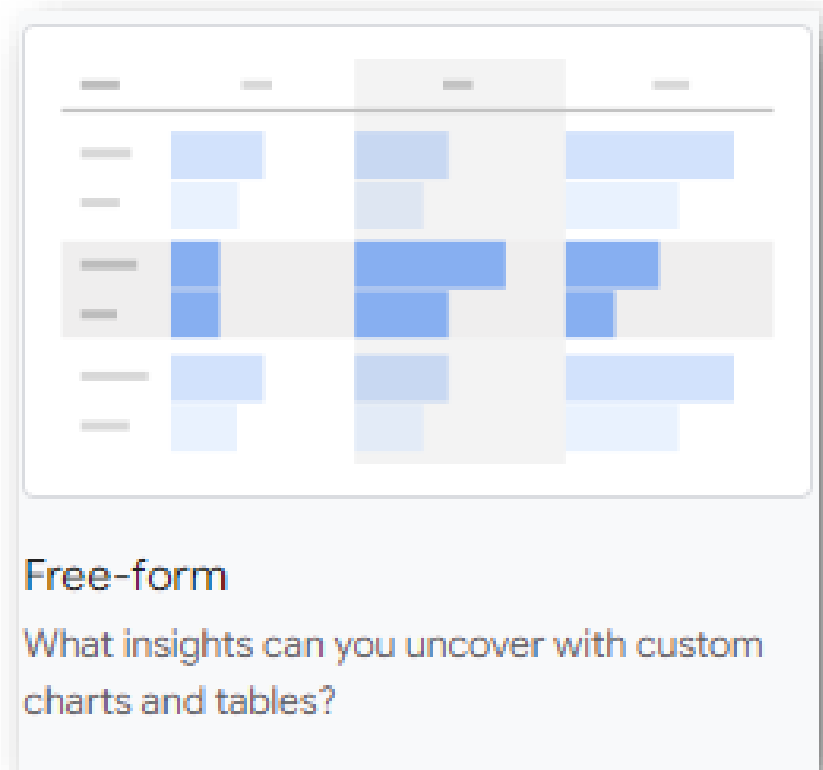 Free-form
What insights can you uncover with custom
charts and tables?